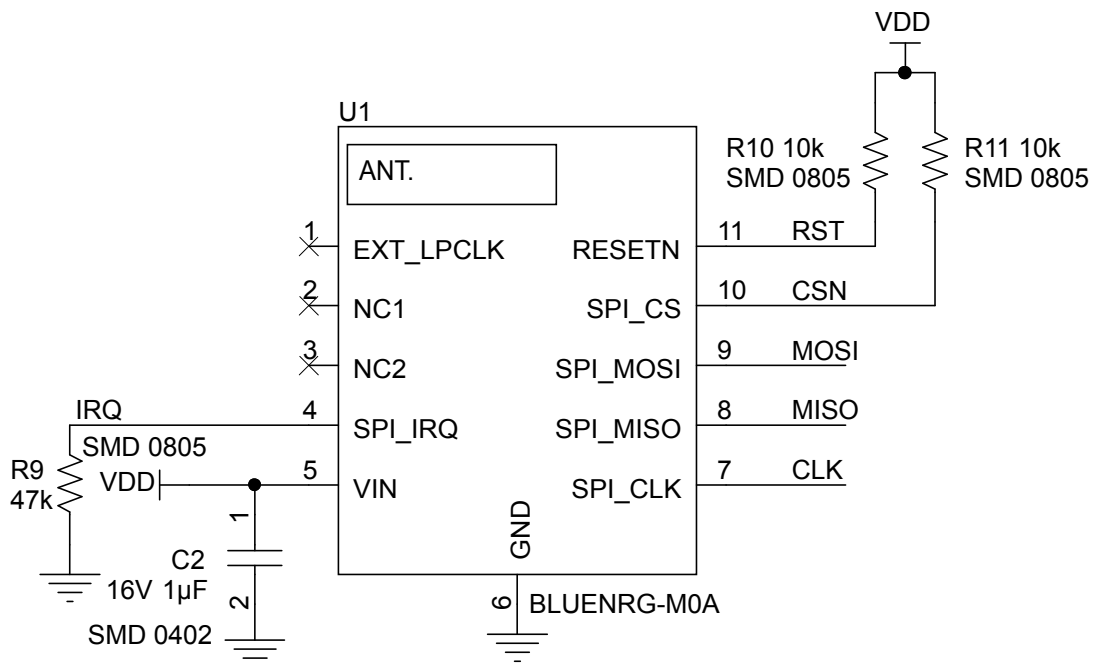 VDD
U1
ANT.
R10 10k
SMD 0805
R11 10k
SMD 0805
1
EXT_LPCLK
RESETN
11
RST
2
NC1
SPI_CS
10
CSN
3
NC2
SPI_MOSI
9
MOSI
IRQ
4
SPI_IRQ
SPI_MISO
8
MISO
SMD 0805
R9
47k
VDD
5
VIN
SPI_CLK
7
CLK
1
GND
C2
16V 1µF
2
6
BLUENRG-M0A
SMD 0402